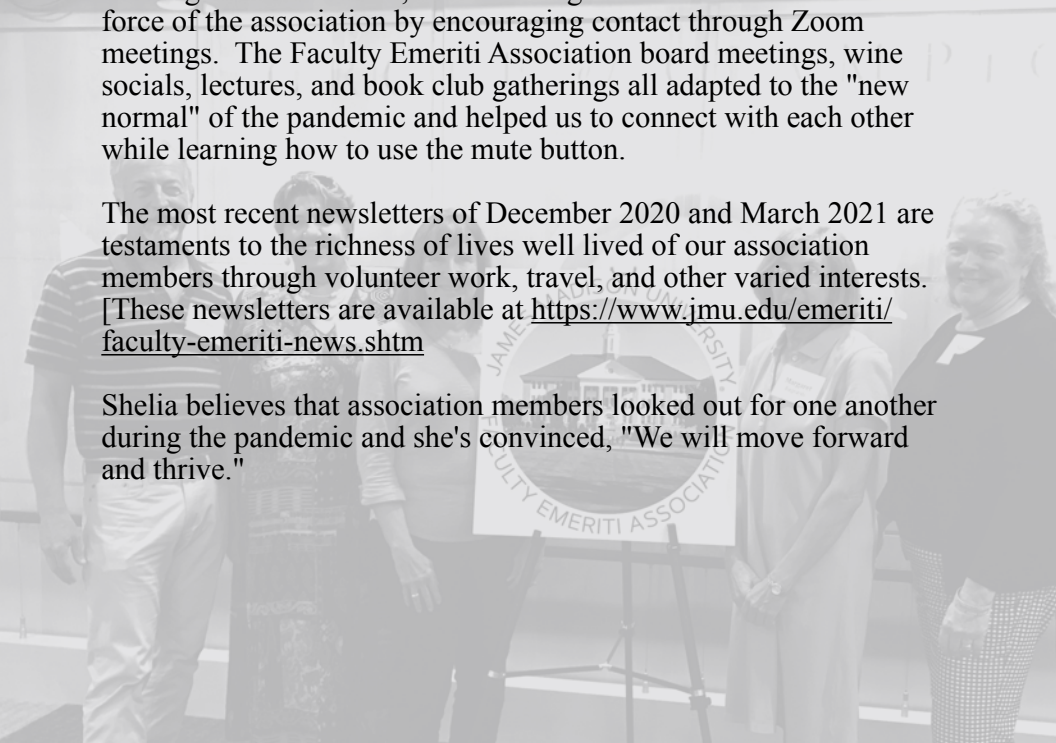 force of the association by encouraging contact through Zoom
meetings.  The Faculty Emeriti Association board meetings, wine
socials, lectures, and book club gatherings all adapted to the "new
normal" of the pandemic and helped us to connect with each other
while learning how to use the mute button.
The most recent newsletters of December 2020 and March 2021 are
testaments to the richness of lives well lived of our association
members through volunteer work, travel, and other varied interests.
[These newsletters are available at https://www.jmu.edu/emeriti/
faculty-emeriti-news.shtm
Shelia believes that association members looked out for one another
during the pandemic and she's convinced, "We will move forward
and thrive."
JAMES MADISON UNIVERSITY
FACULTY EMERITI ASSOCIATION